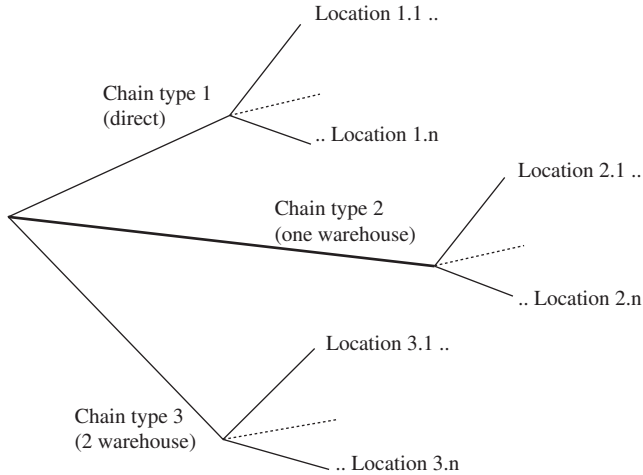 Location 1.1 ..
Chain type 1
(direct)
.. Location 1.n
Location 2.1 ..
Chain type 2
(one warehouse)
.. Location 2.n
Location 3.1 ..
Chain type 3
(2 warehouse)
.. Location 3.n